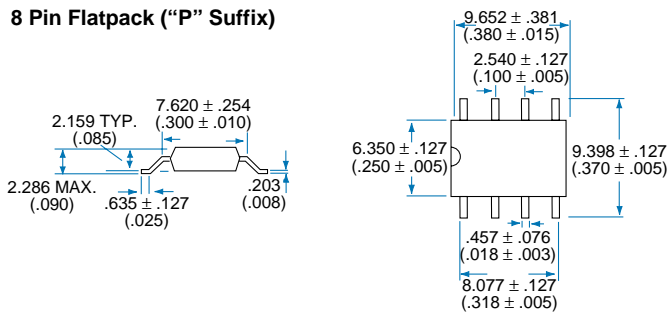 8 Pin Flatpack (“P” Suffix)
9.652 ± .381
(.380 ± .015)
2.540 ± .127
(.100 ± .005)
7.620 ± .254
(.300 ± .010)
2.159 TYP.
(.085)
6.350 ± .127
(.250 ± .005)
9.398 ± .127
(.370 ± .005)
2.286 MAX.
(.090)
.203
(.008)
.635 ± .127
(.025)
.457 ± .076
(.018 ± .003)
8.077 ± .127
(.318 ± .005)